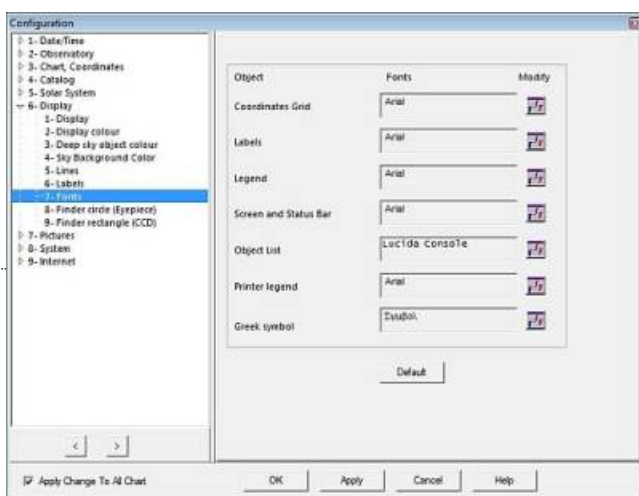 Configuration
1- Date/Time
2- Observatory
3- Chart, Coordinates
4- Catalog
5- Solar System
6- Display
1- Display
2- Display colour
3- Deep sky object colour
4- Sky Background Color
5- Lines
6- Labels
7- Fonts
8- Finder circle (Eyepiece)
9- Finder rectangle (CCD)
7- Pictures
8- System
9- Internet
Object Fonts Modify
Coordinates Grid Arial
Labels Arial
Legend Arial
Screen and Status Bar Arial
Object List Lucida Console
Printer legend Arial
Greek symbol Σψμβολ
Default
< >
Apply Change To All Chart OK Apply Cancel Help